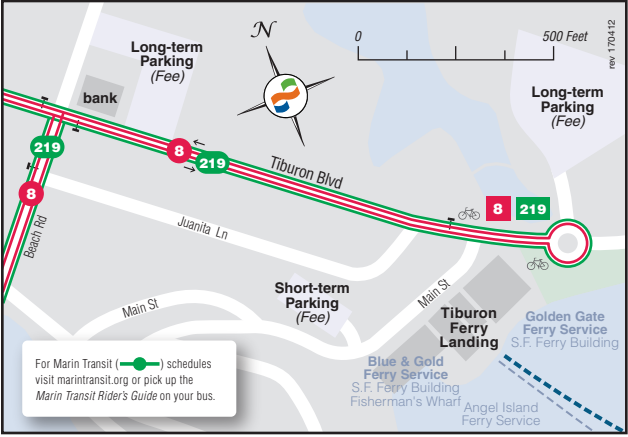 Long-term
Parking
(Fee)
N
0
500 Feet
rev 170412
bank
Long-term
Parking
(Fee)
219
8
8
219
Tiburon Blvd
8
219
Beach Rd
Juanita Ln
Short-term
Parking
(Fee)
Main St
Main St
Tiburon
Ferry
Landing
Golden Gate
Ferry Service
S.F. Ferry Building
Blue & Gold
Ferry Service
S.F. Ferry Building
Fisherman's Wharf
Angel Island
Ferry Service
For Marin Transit ( ) schedules
visit marintransit.org or pick up the
Marin Transit Rider's Guide on your bus.